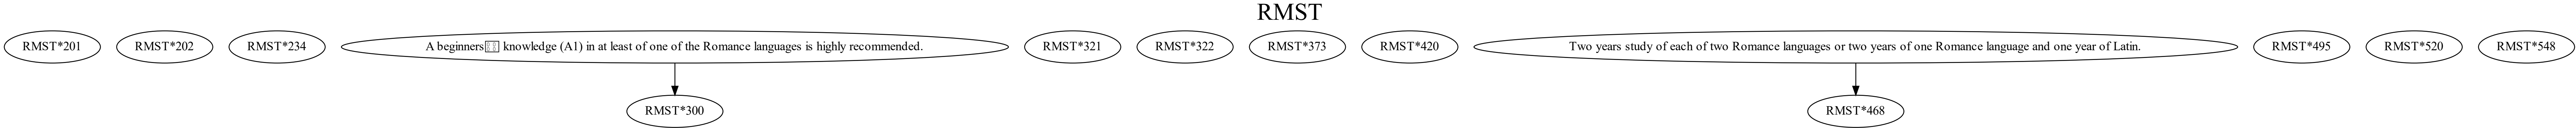 RMST
RMST*201
RMST*202
RMST*234
A beginners knowledge (A1) in at least of one of the Romance languages is highly recommended.
RMST*321
RMST*322
RMST*373
RMST*420
Two years study of each of two Romance languages or two years of one Romance language and one year of Latin.
RMST*495
RMST*520
RMST*548
RMST*300
RMST*468